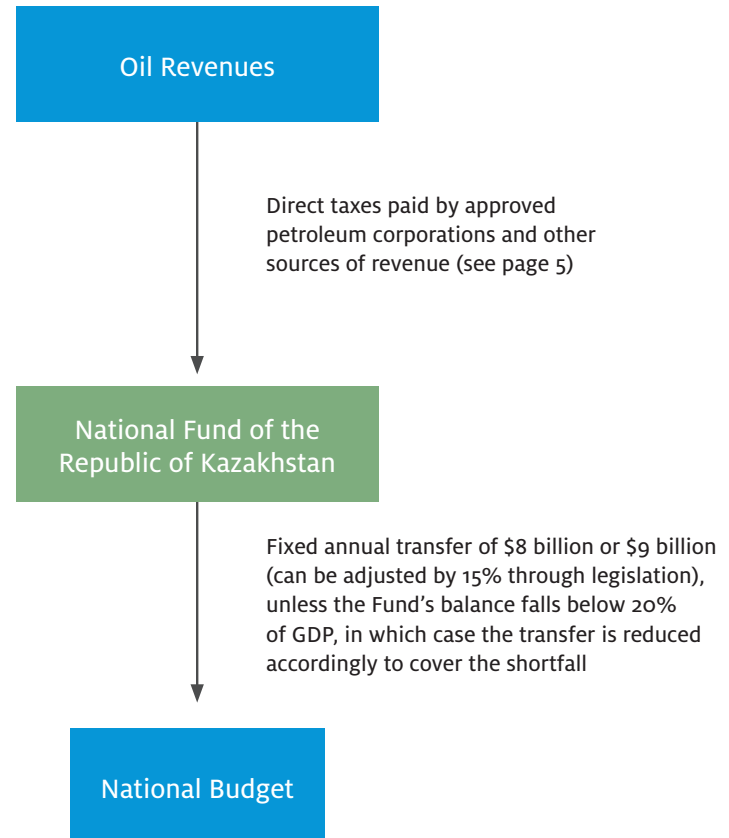 Oil Revenues
Direct taxes paid by approved
petroleum corporations and other
sources of revenue (see page 5)
National Fund of the
Republic of Kazakhstan
Fixed annual transfer of $8 billion or $9 billion
(can be adjusted by 15% through legislation),
unless the Fund’s balance falls below 20%
of GDP, in which case the transfer is reduced
accordingly to cover the shortfall
National Budget